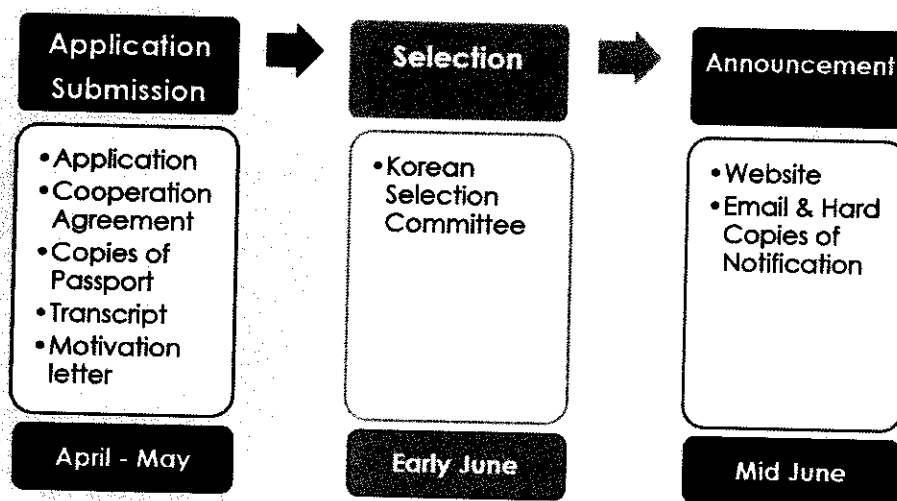 Application
Submission
Selection
Announcement
•Application
•Cooperation
Agreement
•Copies of
Passport
•Transcript
•Motivation
letter
•Korean
Selection
Committee
•Website
•Email & Hard
Copies of
Notification
April - May
Early June
Mid June